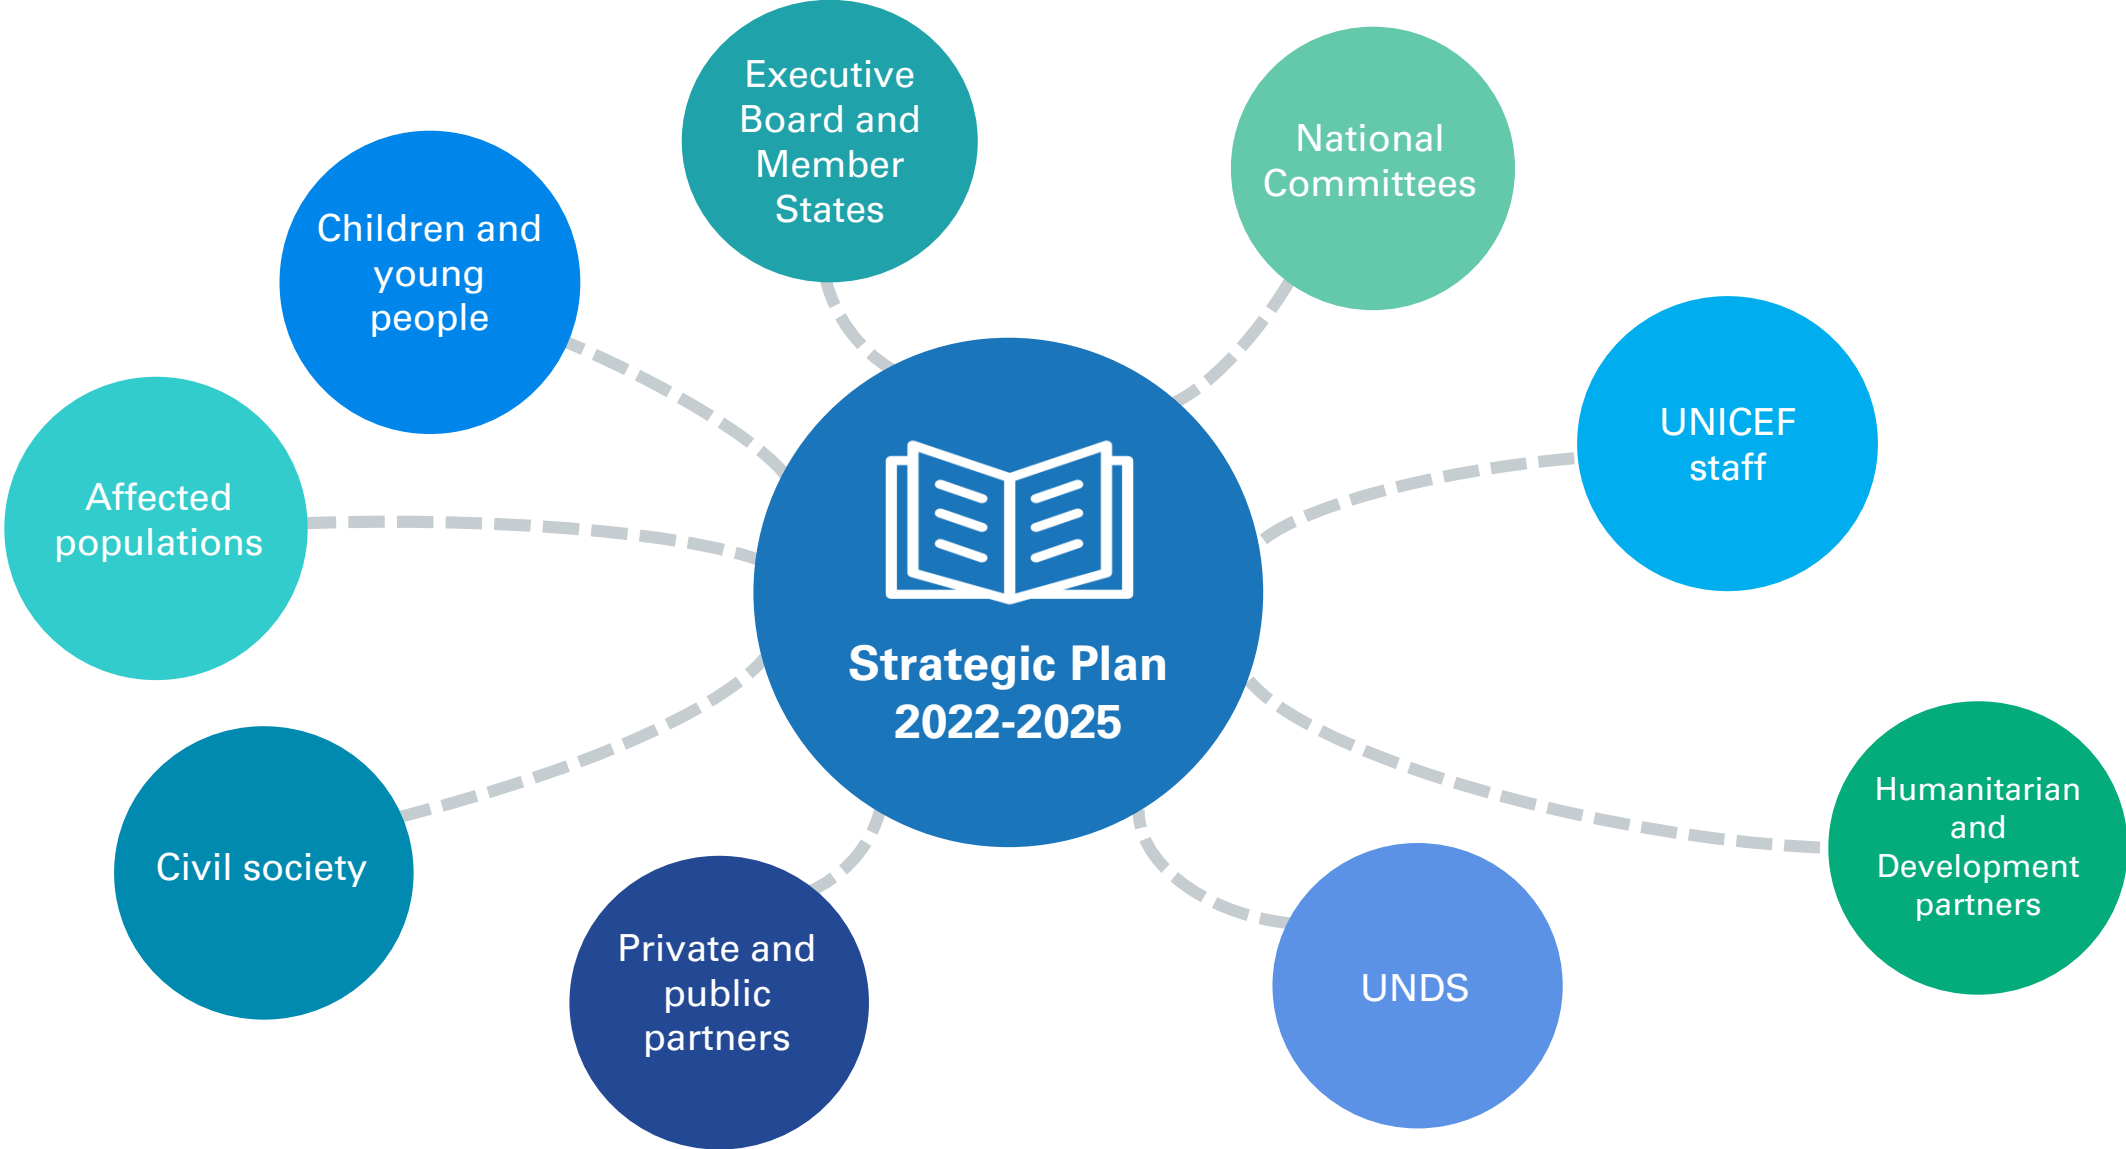 Executive
Board and
Member
States
National
Committees
Children and
young
people
UNICEF
staff
Affected
populations
Strategic Plan
2022-2025
Humanitarian
and
Development
partners
Civil society
Private and
public
partners
UNDS